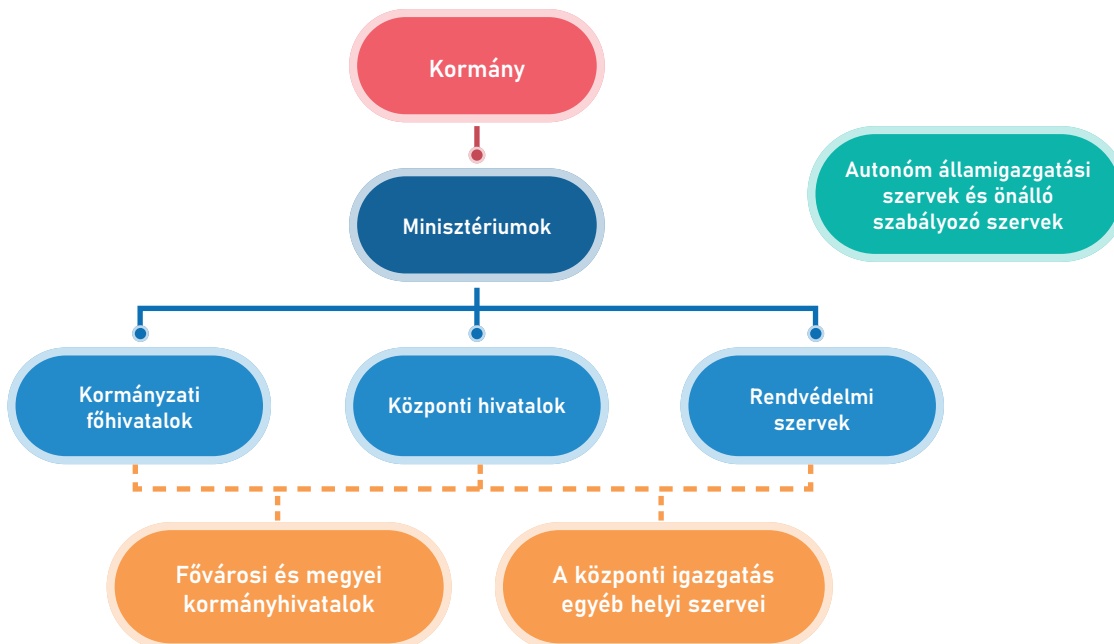 Kormány
Autonóm államigazgatási
szervek és önálló
szabályozó szervek
Minisztériumok
Kormányzati
főhivatalok
Központi hivatalok
Rendvédelmi
szervek
Fővárosi és megyei
kormányhivatalok
A központi igazgatás
egyéb helyi szervei